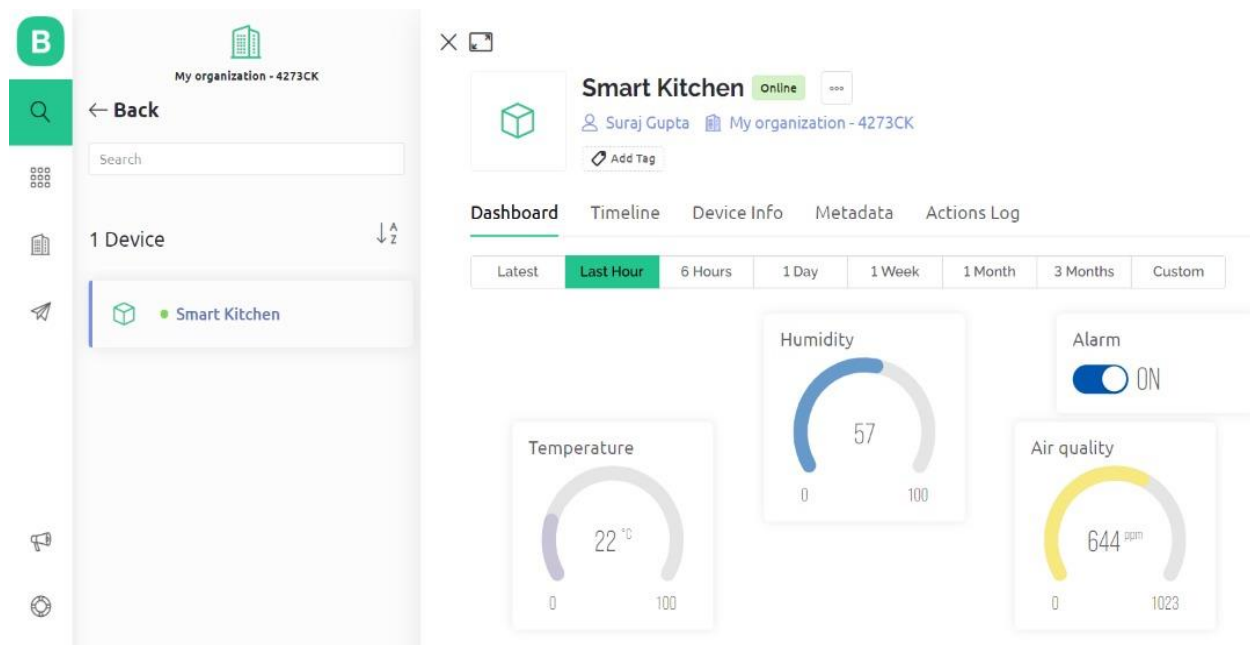 B
My organization - 4273CK
← Back
Search
1 Device
A
Z
Smart Kitchen
Smart Kitchen Online
Suraj Gupta My organization - 4273CK
Add Tag
Dashboard Timeline Device Info Metadata Actions Log
Latest Last Hour 6 Hours 1 Day 1 Week 1 Month 3 Months Custom
Humidity
57
0 100
Alarm
ON
Temperature
22 °C
0 100
Air quality
644 ppm
0 1023